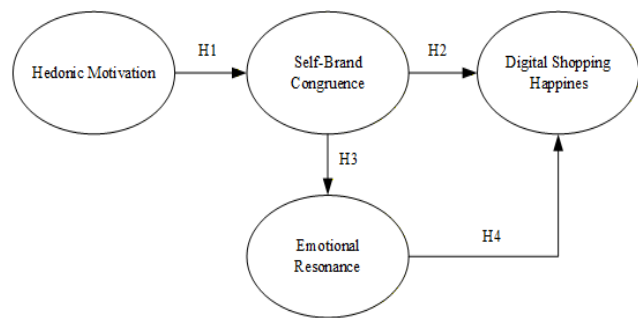 H1
H2
Hedonic Motivation
Self-Brand
Congruence
Digital Shopping
Happines
H3
Emotional
Resonance
H4